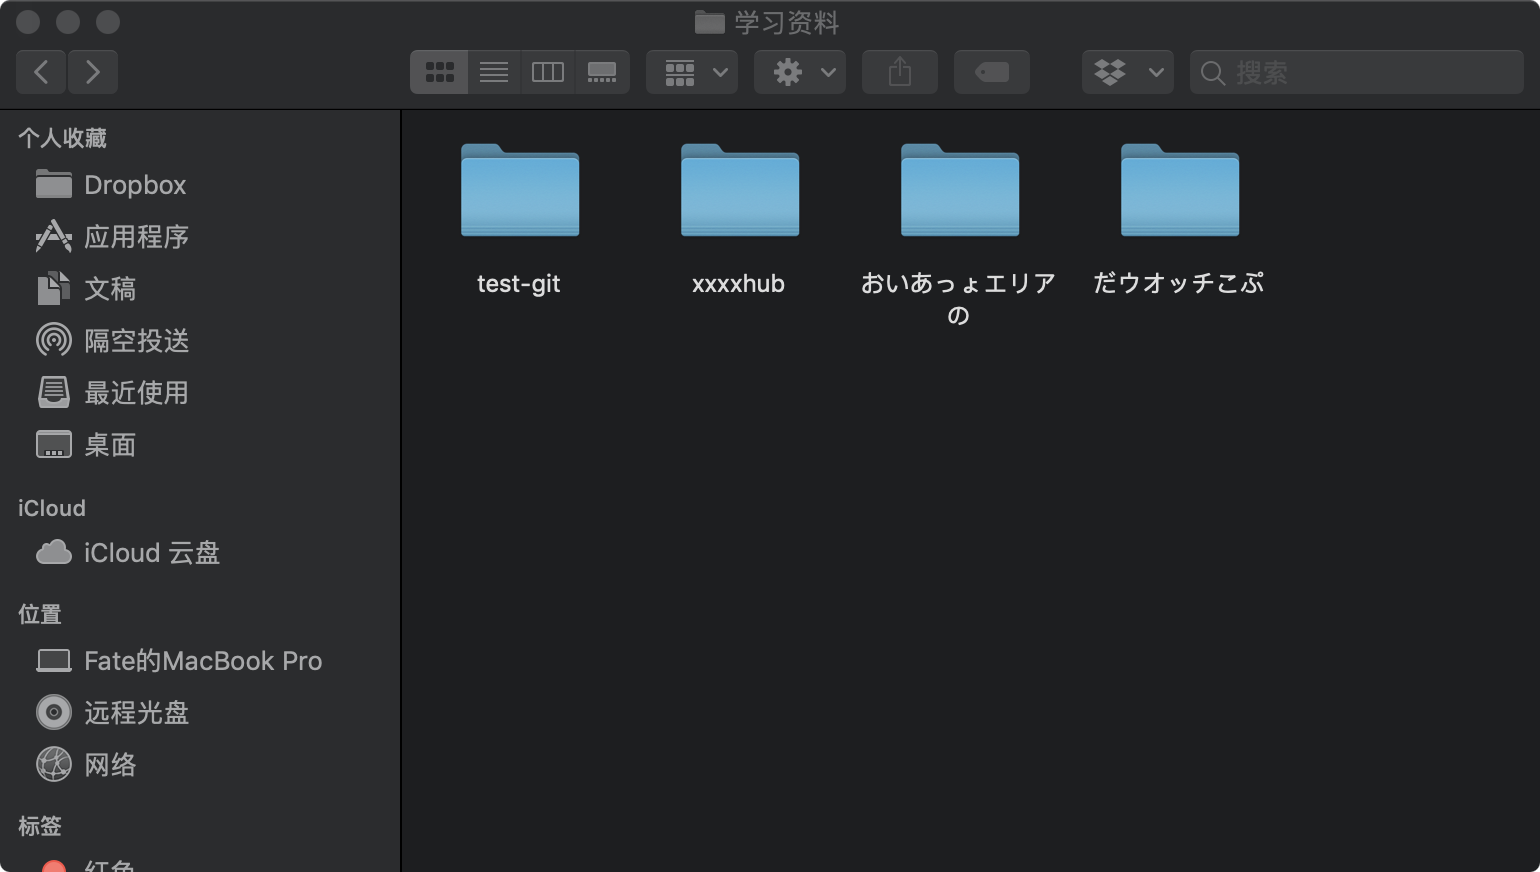 学习资料
搜索
个人收藏
Dropbox
应用程序
文稿
隔空投送
最近使用
桌面
iCloud
iCloud 云盘
位置
Fate的MacBook Pro
远程光盘
网络
标签
红色
test-git
xxxxhub
おいあっょエリア
の
だウオッチこぷ